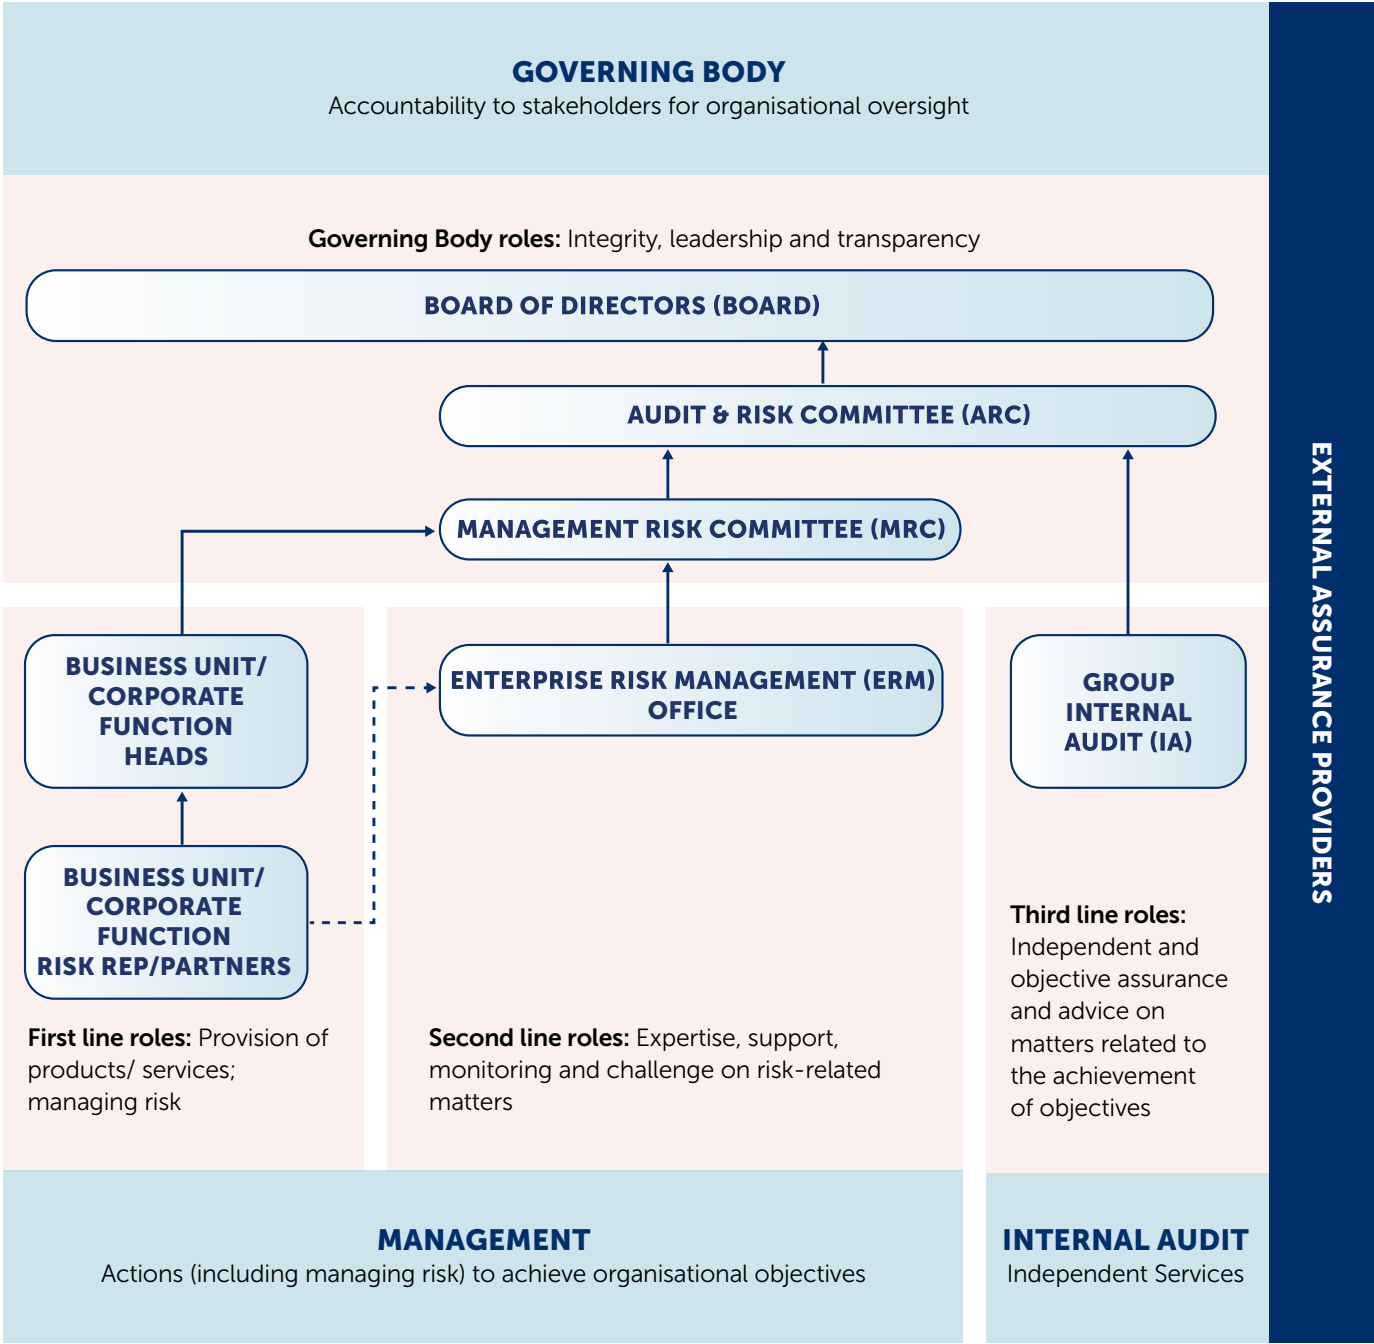 GOVERNING BODY
Accountability to stakeholders for organisational oversight
Governing Body roles: Integrity, leadership and transparency
BOARD OF DIRECTORS (BOARD)
AUDIT & RISK COMMITTEE (ARC)
MANAGEMENT RISK COMMITTEE (MRC)
BUSINESS UNIT/
CORPORATE
FUNCTION
HEADS
BUSINESS UNIT/
CORPORATE
FUNCTION
RISK REP/PARTNERS
First line roles: Provision of
products/ services;
managing risk
ENTERPRISE RISK MANAGEMENT (ERM)
OFFICE
Second line roles: Expertise, support,
monitoring and challenge on risk-related
matters
GROUP
INTERNAL
AUDIT (IA)
Third line roles:
Independent and
objective assurance
and advice on
matters related to
the achievement
of objectives
MANAGEMENT
Actions (including managing risk) to achieve organisational objectives
INTERNAL AUDIT
Independent Services
EXTERNAL ASSURANCE PROVIDERS